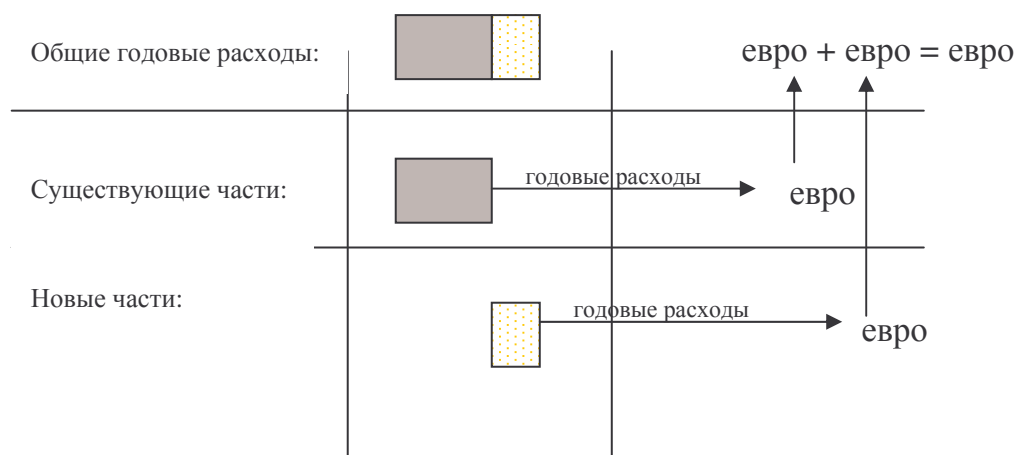 Общие годовые расходы:
евро + евро = евро
Существующие части:
годовые расходы
евро
Новые части:
годовые расходы
евро